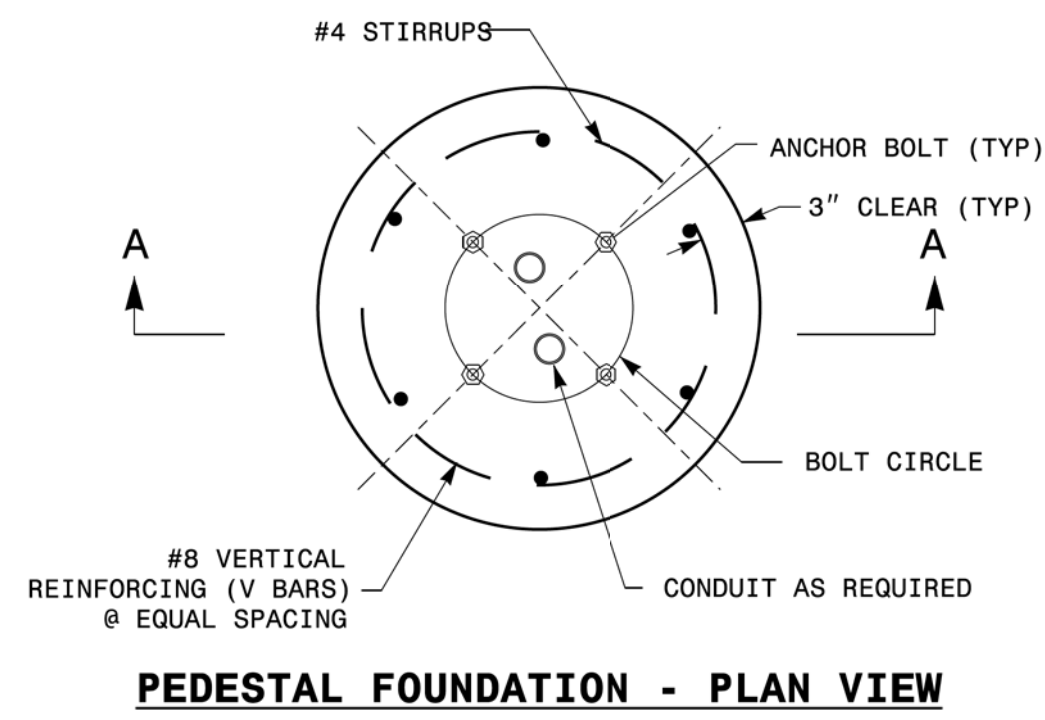 #4 STIRRUPS
ANCHOR BOLT (TYP)
3" CLEAR (TYP)
A
A
BOLT CIRCLE
#8 VERTICAL
REINFORCING (V BARS)
@ EQUAL SPACING
CONDUIT AS REQUIRED
PEDESTAL FOUNDATION - PLAN VIEW